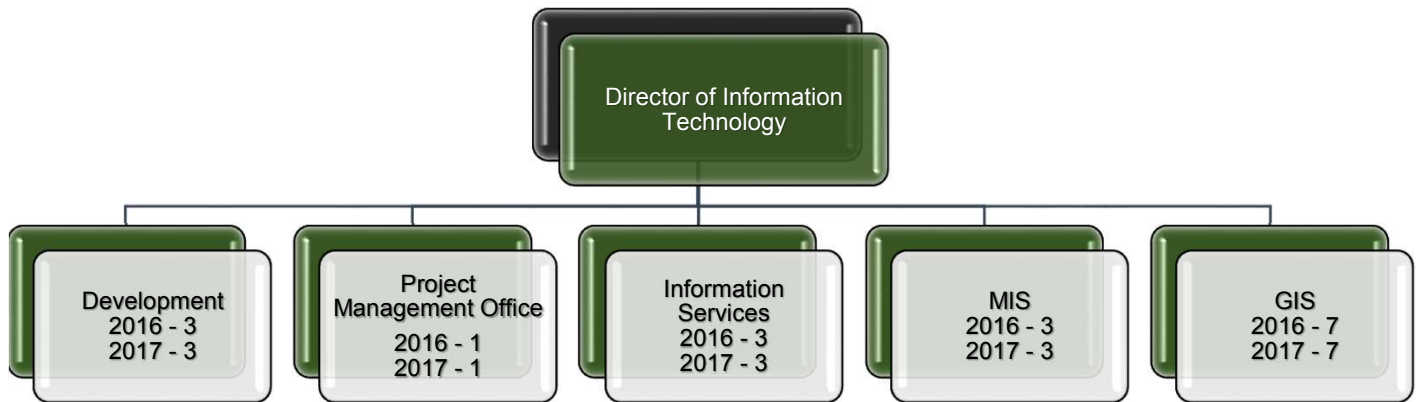 Director of Information
Technology
Development
2016 - 3
2017 - 3
Project
Management Office
2016 - 1
2017 - 1
Information
Services
2016 - 3
2017 - 3
MIS
2016 - 3
2017 - 3
GIS
2016 - 7
2017 - 7